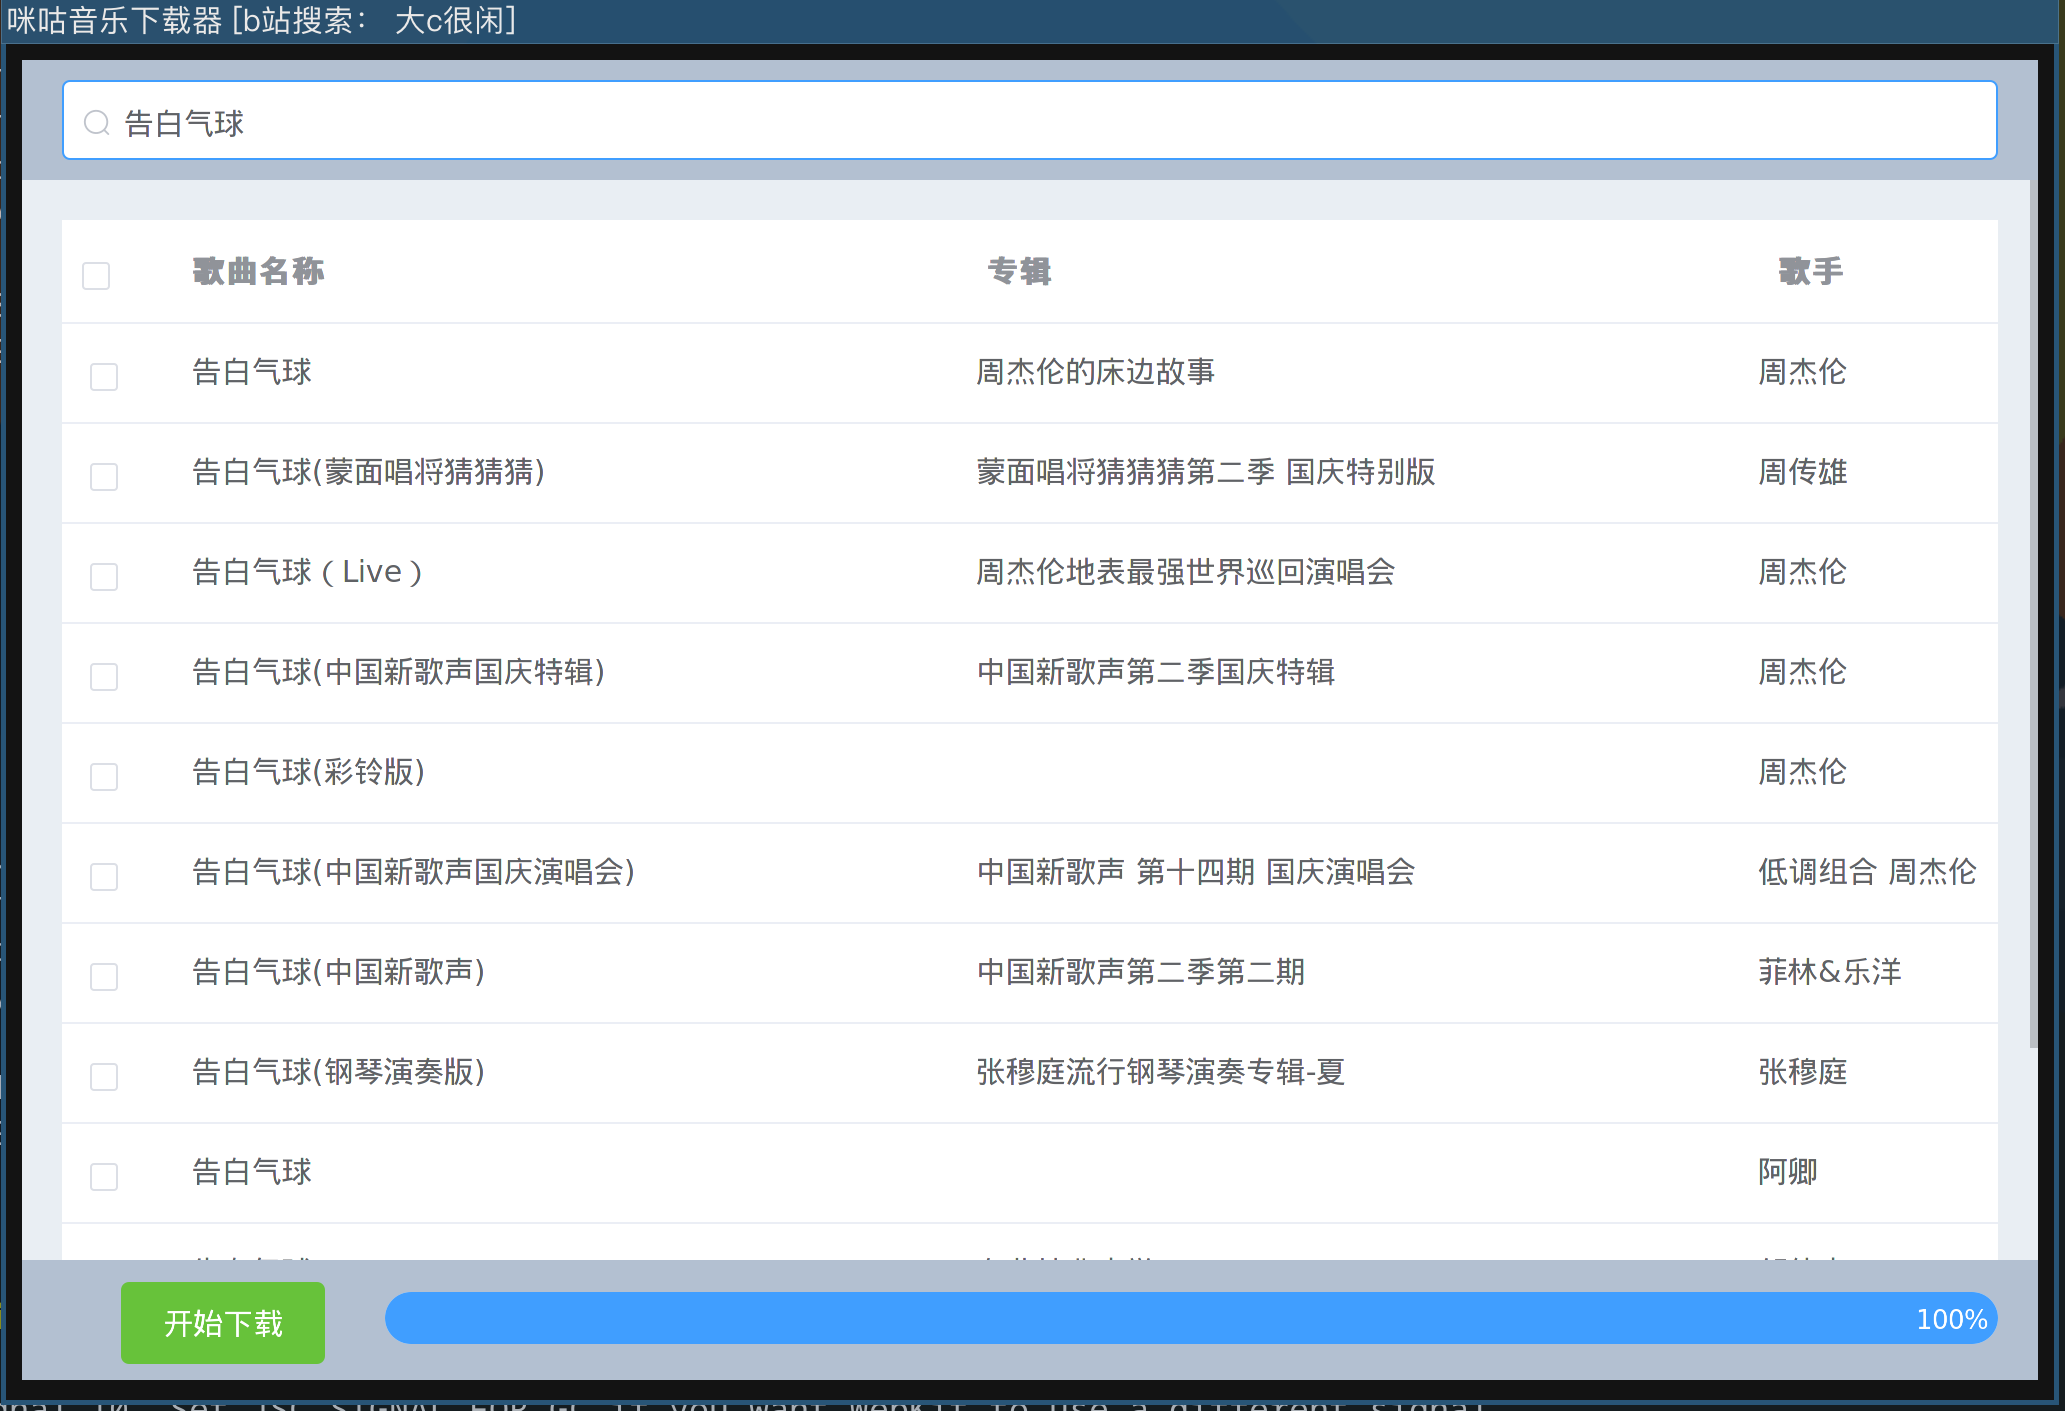 咪咕音乐下载器 [b站搜索： 大c很闲]
告白气球
歌曲名称 专辑 歌手
告白气球 周杰伦的床边故事 周杰伦
告白气球(蒙面唱将猜猜猜) 蒙面唱将猜猜猜第二季 国庆特别版 周传雄
告白气球（Live） 周杰伦地表最强世界巡回演唱会 周杰伦
告白气球(中国新歌声国庆特辑) 中国新歌声第二季国庆特辑 周杰伦
告白气球(彩铃版) 周杰伦
告白气球(中国新歌声国庆演唱会) 中国新歌声 第十四期 国庆演唱会 低调组合 周杰伦
告白气球(中国新歌声) 中国新歌声第二季第二期 菲林&乐洋
告白气球(钢琴演奏版) 张穆庭流行钢琴演奏专辑-夏 张穆庭
告白气球 阿卿
开始下载 100%
if you want WebKit to use a different signal